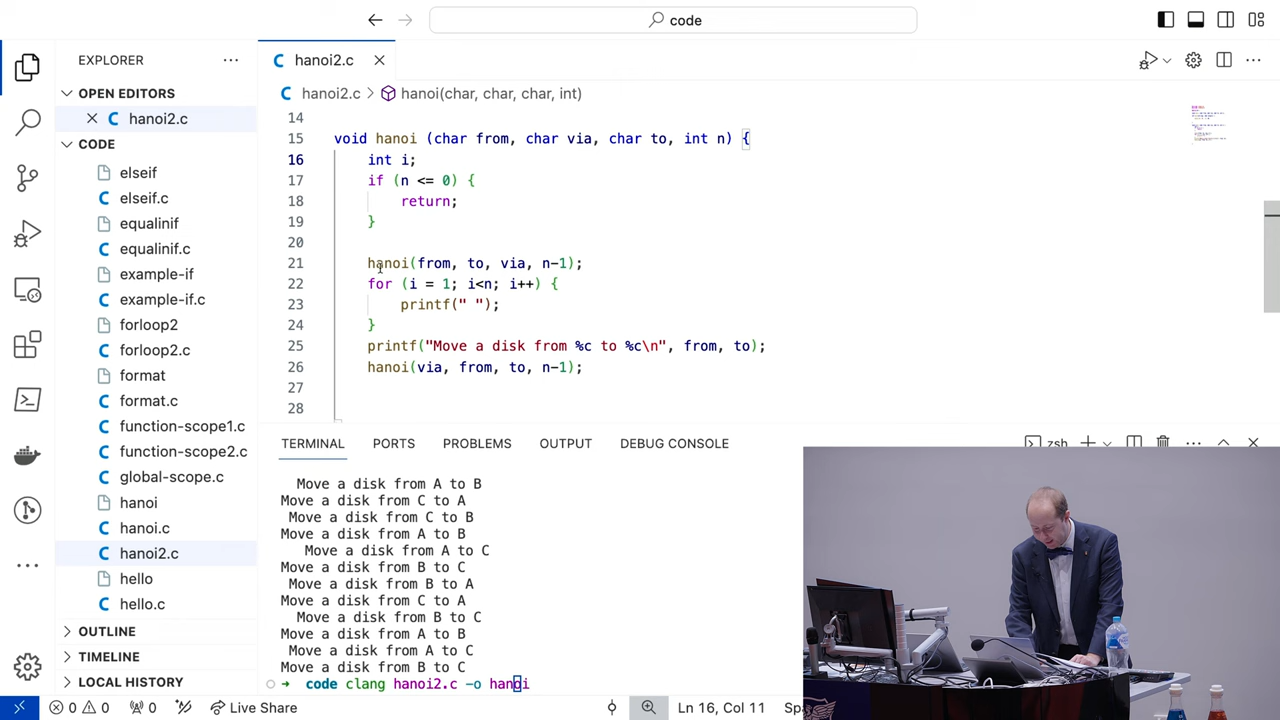 code
EXPLORER
hanoi2.c
OPEN EDITORS
hanoi2.c
hanoi2.c > hanoi(char, char, char, int)
CODE
elseif
elseif.c
equalinif
equalinif.c
example-if
example-if.c
forloop2
forloop2.c
format
format.c
function-scope1.c
function-scope2.c
global-scope.c
hanoi
hanoi.c
hanoi2.c
hello
hello.c
OUTLINE
TIMELINE
LOCAL HISTORY
14
15 void hanoi (char from, char via, char to, int n) {
16 int i;
17 if (n <= 0) {
18 return;
19 }
20
21 hanoi(from, to, via, n-1);
22 for (i = 1; i<n; i++) {
23 printf(" ");
24 }
25 printf("Move a disk from %c to %c\n", from, to);
26 hanoi(via, from, to, n-1);
27
28
TERMINAL PORTS PROBLEMS OUTPUT DEBUG CONSOLE zsh
Move a disk from A to B
Move a disk from C to A
Move a disk from C to B
Move a disk from A to B
Move a disk from A to C
Move a disk from B to C
Move a disk from B to A
Move a disk from C to A
Move a disk from B to C
Move a disk from A to B
Move a disk from A to C
Move a disk from B to C
➜ code clang hanoi2.c -o hanoi
0 0 0 Live Share Ln 16, Col 11